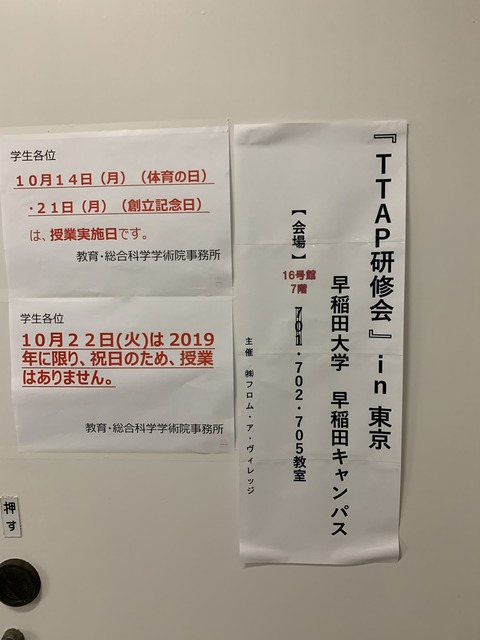 学生各位
10月14日（月）（体育の日）
・21日（月）（創立記念日）
は、授業実施日です。
教育・総合科学学術院事務所
学生各位
10月22日(火)は 2019
年に限り、祝日のため、授業
はありません。
教育・総合科学学術院事務所
『TTAP研修会』in 東京
早稲田大学 早稲田キャンパス
【会場】
16号館
7階
701・702・705教室
主催 ㈱フロム・ア・ヴィレッジ
押す